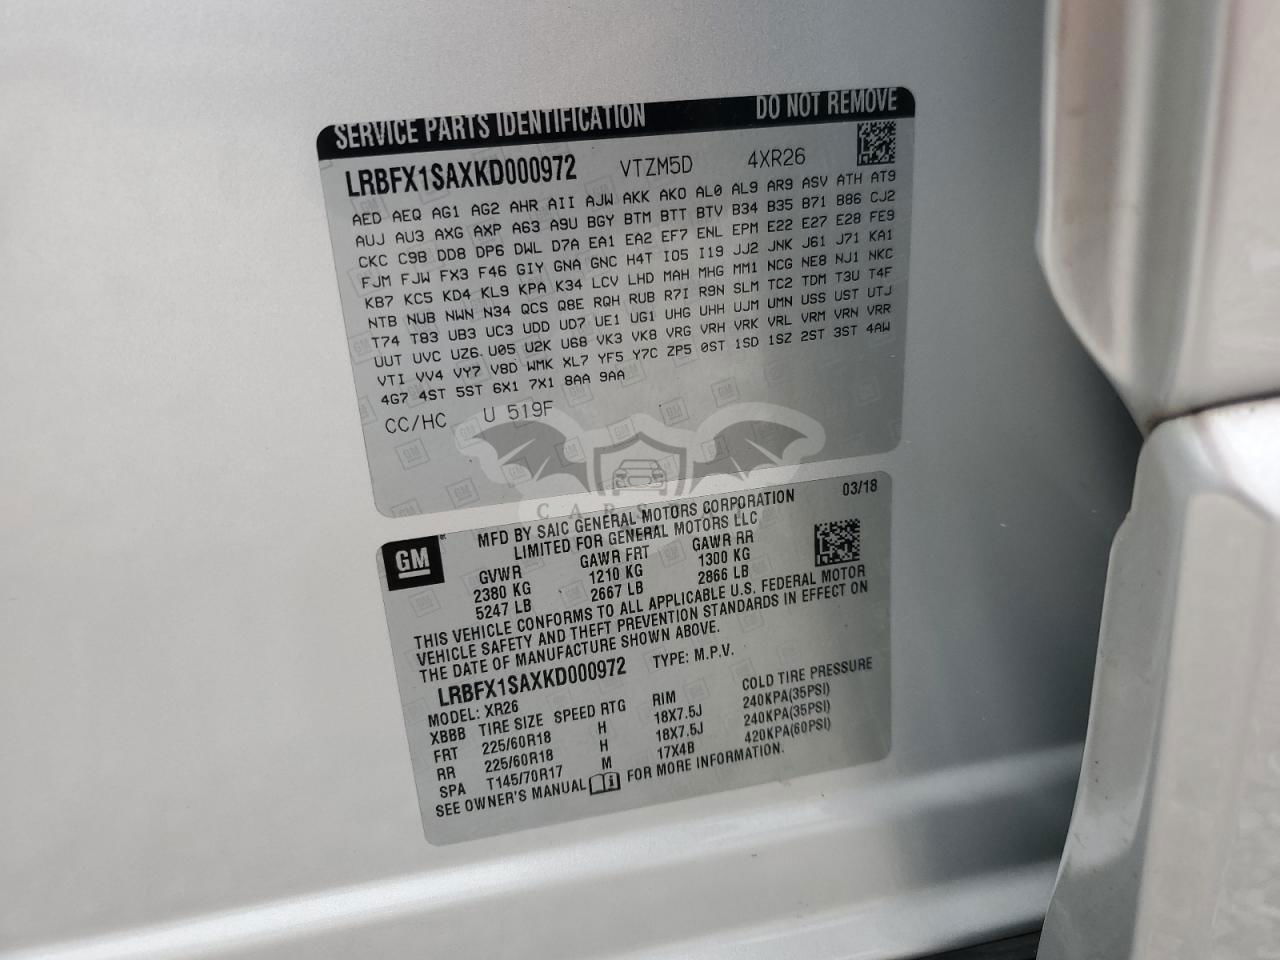 SERVICE PARTS IDENTIFICATION DO NOT REMOVE
LRBFX1SAXKD000972 VTZM5D 4XR26
AED AEQ AG1 AG2 AHR AII AJW AKK AKO AL0 AL9 AR9 ASV ATH AT9
AUJ AU3 AXG AXP A63 A9U BGY BTM BTT BTV B34 B35 B71 B86 CJ2
CKC C9B DD8 DP6 DWL D7A EA1 EA2 EF7 ENL EPM E22 E27 E28 FE9
FJM FJW FX3 F46 GIY GNA GNC H4T IO5 I19 JJ2 JNK J61 J71 KA1
KB7 KC5 KD4 KL9 KPA K34 LCV LHD MAH MHG MM1 NCG NE8 NJ1 NKC
NTB NUB NWN N34 QCS Q8E RQH RUB R7I R9N SLM TC2 TDM T3U T4F
T74 T83 UB3 UC3 UDD UD7 UE1 UG1 UHG UHH UJM UMN USS UST UTJ
UUT UVC UZ6 U05 U2K U68 VK3 VK8 VRG VRH VRK VRL VRM VRN VRR
VTI VV4 VY7 V8D WMK XL7 YF5 Y7C ZP5 0ST 1SD 1SZ 2ST 3ST 4AW
4G7 4ST 5ST 6X1 7X1 8AA 9AA
CC/HC U 519F
GM MFD BY SAIC GENERAL MOTORS CORPORATION 03/18
LIMITED FOR GENERAL MOTORS LLC
GVWR GAWR FRT GAWR RR
2380 KG 1210 KG 1300 KG
5247 LB 2667 LB 2866 LB
THIS VEHICLE CONFORMS TO ALL APPLICABLE U.S. FEDERAL MOTOR
VEHICLE SAFETY AND THEFT PREVENTION STANDARDS IN EFFECT ON
THE DATE OF MANUFACTURE SHOWN ABOVE.
LRBFX1SAXKD000972 TYPE: M.P.V.
MODEL: XR26
XBBB TIRE SIZE SPEED RTG RIM COLD TIRE PRESSURE
FRT 225/60R18 H 18X7.5J 240KPA(35PSI)
RR 225/60R18 H 18X7.5J 240KPA(35PSI)
SPA T145/70R17 M 17X4B 420KPA(60PSI)
SEE OWNER'S MANUAL FOR MORE INFORMATION.